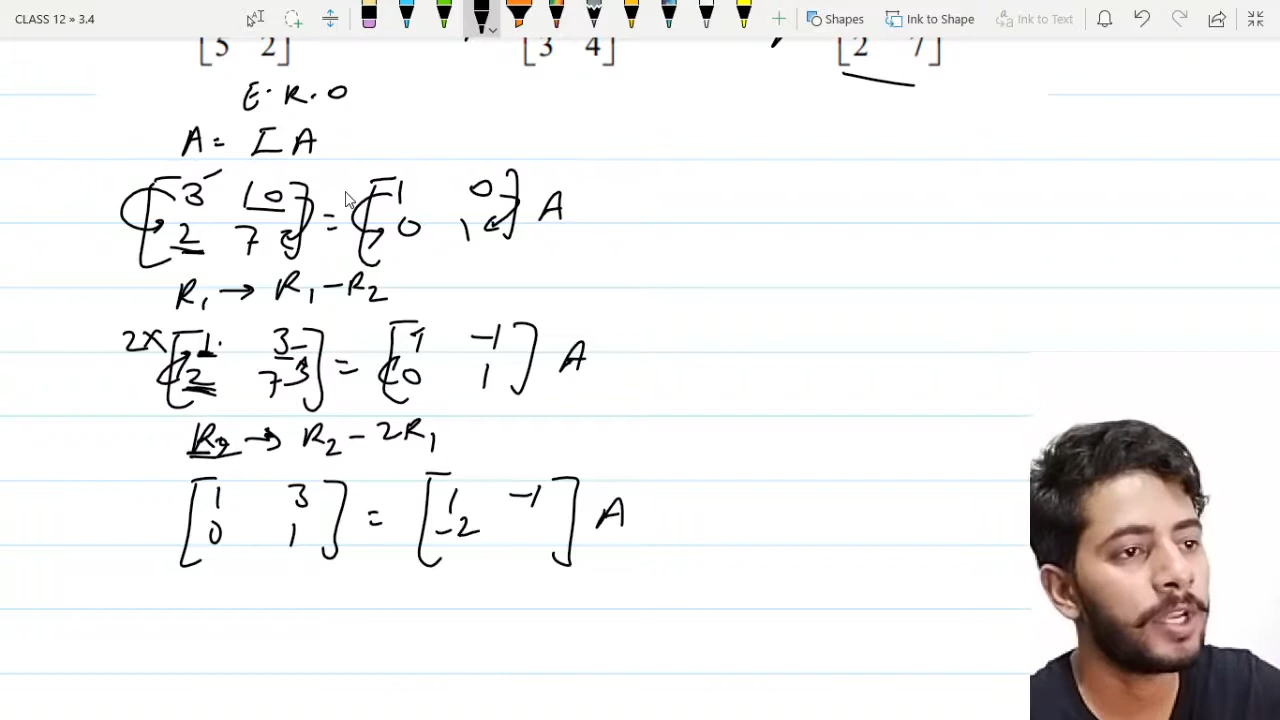 CLASS 12 » 3.4
Shapes
Ink to Shape
Ink to Text
[5 2] , [3 4] , [2 7]
E.R.O
A = I A
[3 10] = [1 0] A
[2 7] [0 1]
R₁ → R₁ - R₂
2x [1 3] = [1 -1] A
[2 7] [0 1]
R₂ → R₂ - 2R₁
[1 3] = [1 -1] A
[0 1] [-2 ]